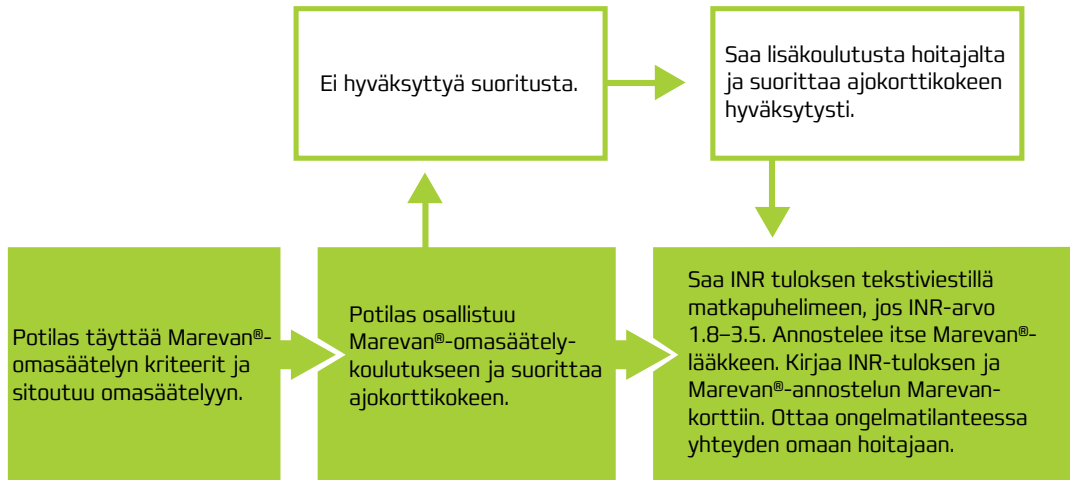 Ei hyväksyttyä suoritusta.
Saa lisäkoulutusta hoitajalta
ja suorittaa ajokorttikokeen
hyväksytysti.
Potilas täyttää Marevan®-
omasäätelyn kriteerit ja
sitoutuu omasäätelyyn.
Potilas osallistuu
Marevan®-omasäätely-
koulutukseen ja suorittaa
ajokorttikokeen.
Saa INR tuloksen tekstiviestillä
matkapuhelimeen, jos INR-arvo
1.8–3.5. Annostelee itse Marevan®-
lääkkeen. Kirjaa INR-tuloksen ja
Marevan®-annostelun Marevan-
korttiin. Ottaa ongelmatilanteessa
yhteyden omaan hoitajaan.